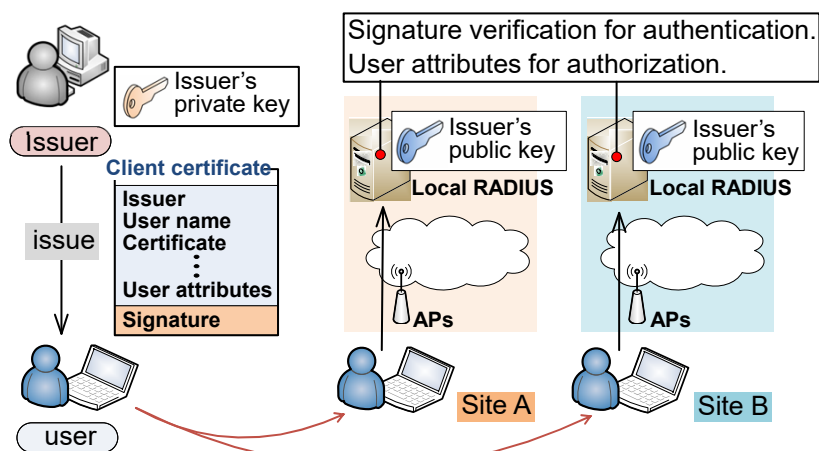 Signature verification for authentication.
User attributes for authorization.
Issuer's
private key
Issuer
Client certificate
Issuer
User name
Certificate
User attributes
Signature
issue
user
Issuer's
public key
Local RADIUS
APs
Site A
Issuer's
public key
Local RADIUS
APs
Site B